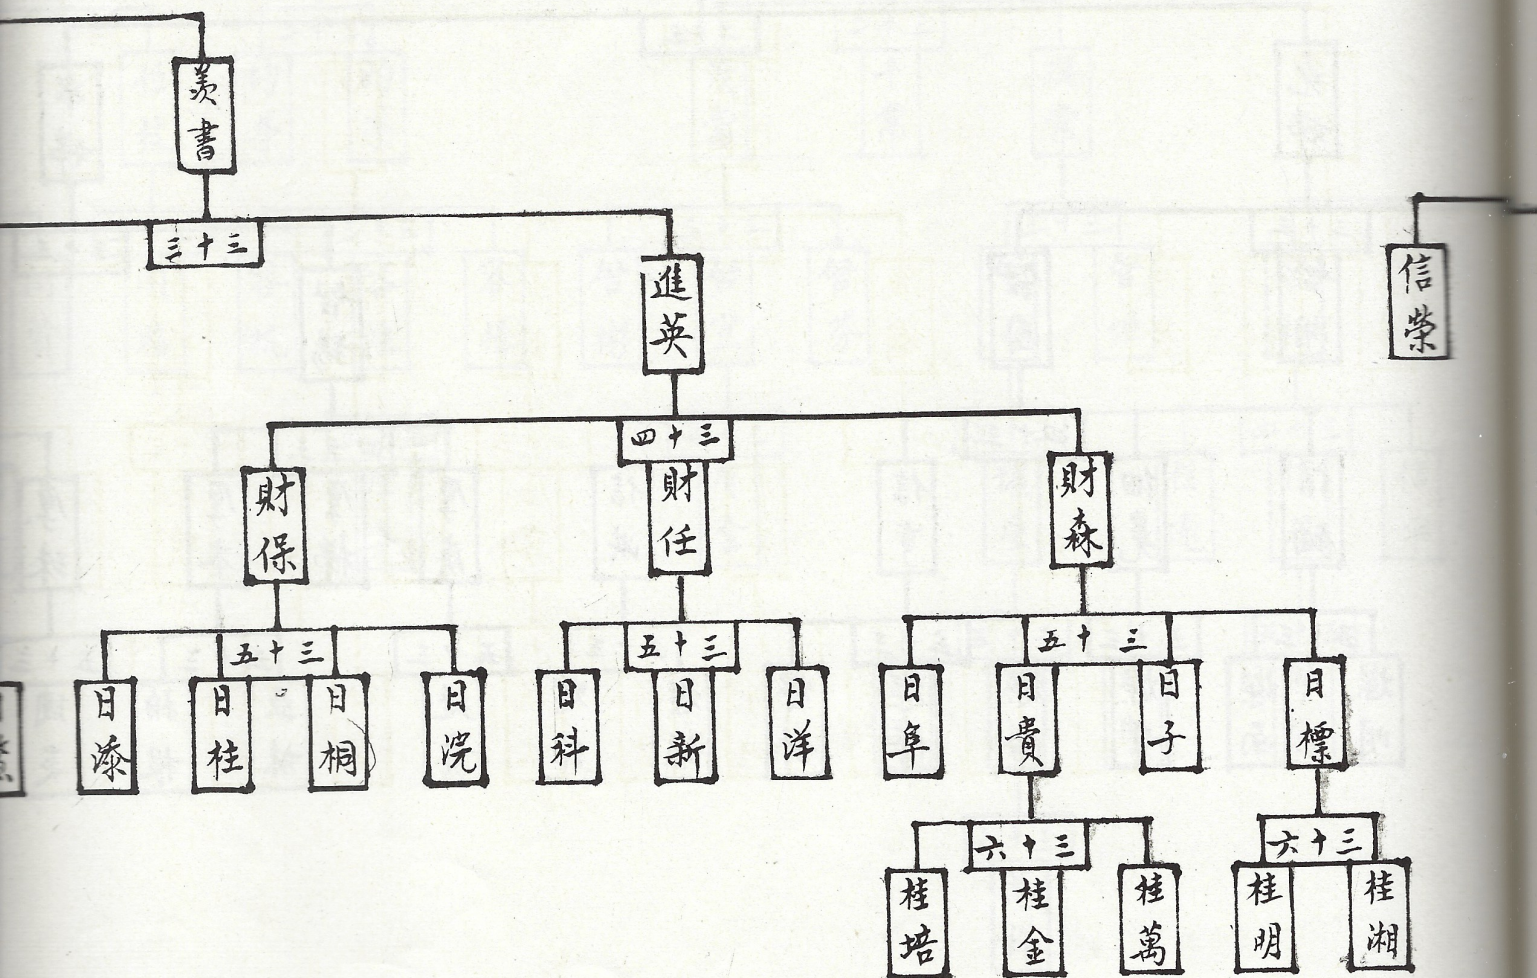 羨書
三十三
進英
信榮
三十四
財森
財任
財保
三十五
三十五
三十五
日標
日子
日貴
日阜
日洋
日新
日科
日浣
日桐
日桂
日漆
三十六
三十六
桂湘
桂明
桂萬
桂金
桂培